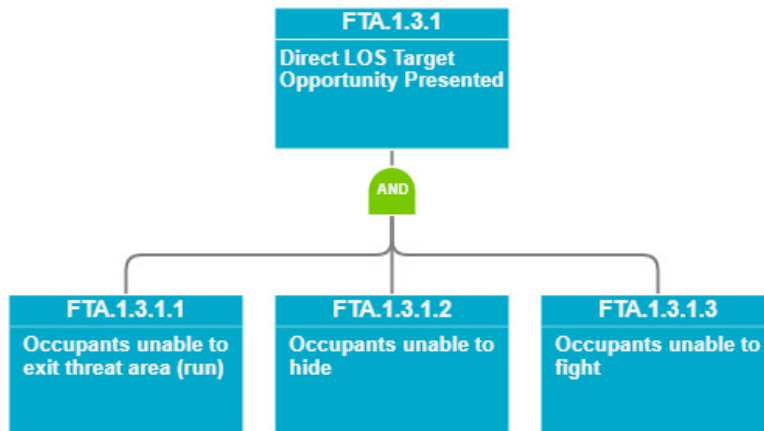 FTA.1.3.1
Direct LOS Target
Opportunity Presented
AND
FTA.1.3.1.1
Occupants unable to
exit threat area (run)
FTA.1.3.1.2
Occupants unable to
hide
FTA.1.3.1.3
Occupants unable to
fight